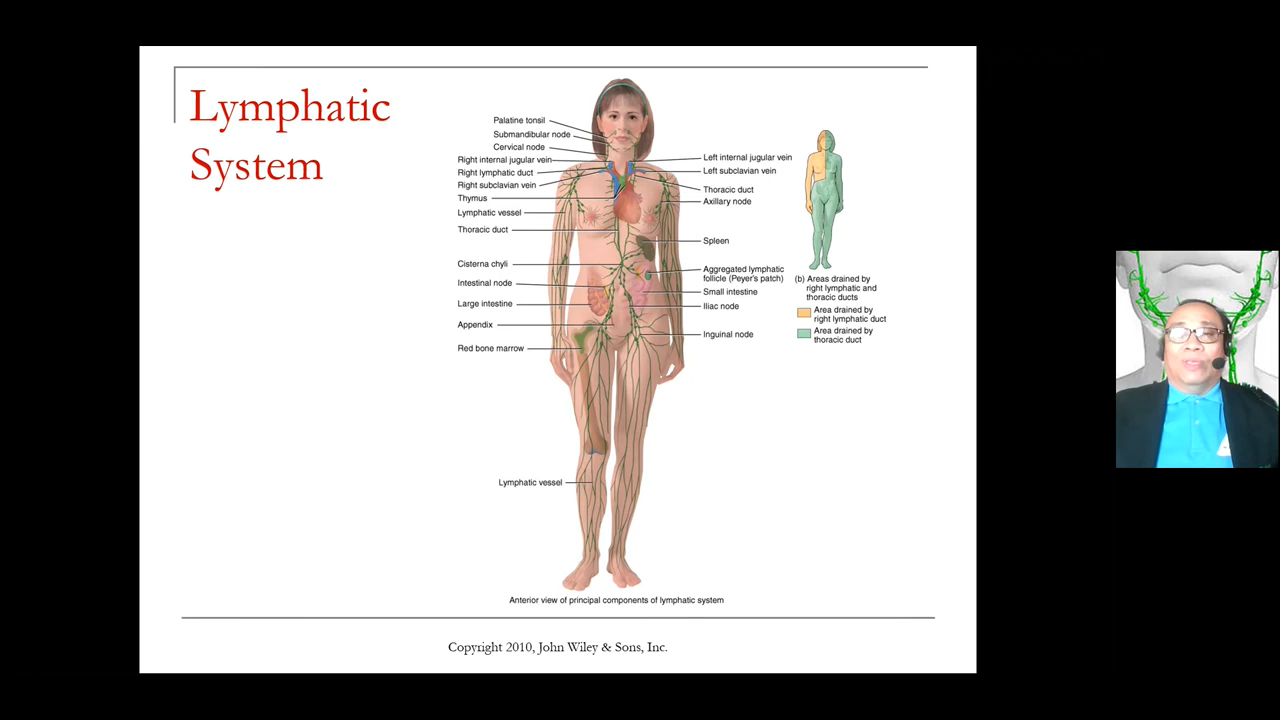 Lymphatic
System
Palatine tonsil
Submandibular node
Cervical node
Right internal jugular vein
Right lymphatic duct
Right subclavian vein
Thymus
Lymphatic vessel
Thoracic duct
Cisterna chyli
Intestinal node
Large intestine
Appendix
Red bone marrow
Lymphatic vessel
Left internal jugular vein
Left subclavian vein
Thoracic duct
Axillary node
Spleen
Aggregated lymphatic
follicle (Peyer's patch)
Small intestine
Iliac node
Inguinal node
(b) Areas drained by
right lymphatic and
thoracic ducts
Area drained by
right lymphatic duct
Area drained by
thoracic duct
Anterior view of principal components of lymphatic system
Copyright 2010, John Wiley & Sons, Inc.